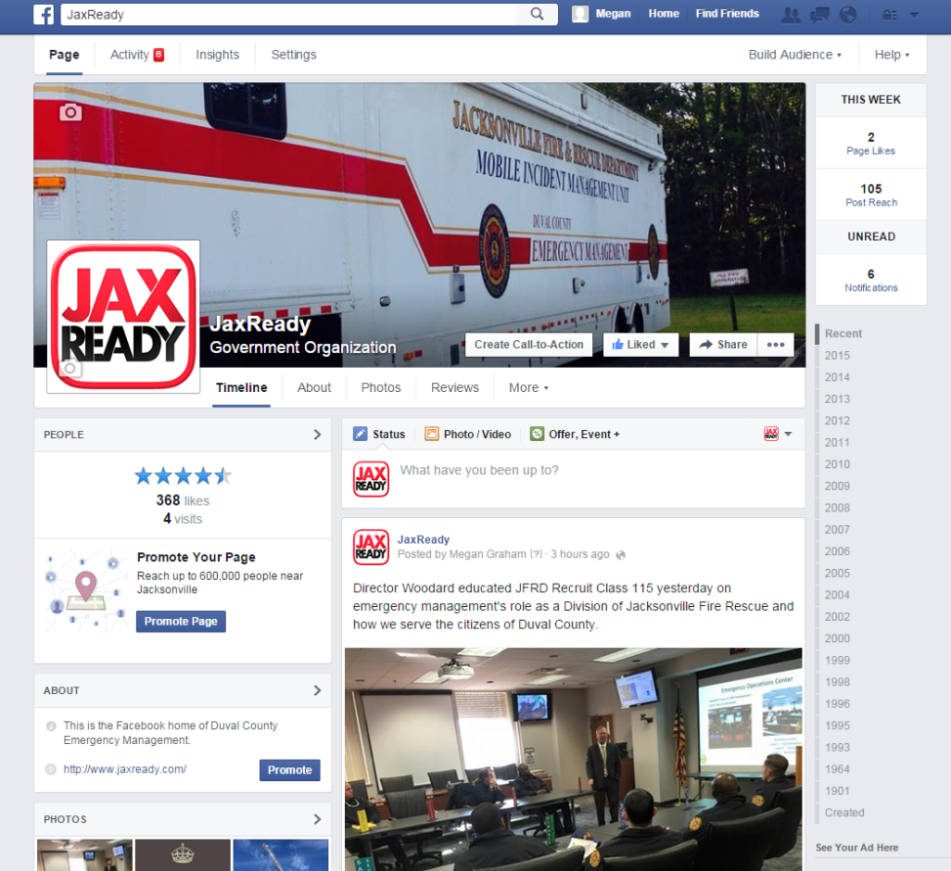 JaxReady
Megan
Home
Find Friends
Page
Activity 6
Insights
Settings
Build Audience
Help
JACKSONVILLE FIRE & RESCUE DEPARTMENT
MOBILE INCIDENT MANAGEMENT UNIT
DUVAL COUNTY
EMERGENCY MANAGEMENT
JAX
READY
JaxReady
Government Organization
Create Call-to-Action
Liked
Share
•••
Timeline
About
Photos
Reviews
More
THIS WEEK
2
Page Likes
105
Post Reach
UNREAD
6
Notifications
Recent
2015
2014
2013
2012
2011
2010
2009
2008
2007
2006
2005
2004
2002
2000
1999
1998
1996
1995
1993
1964
1901
Created
See Your Ad Here
PEOPLE
368 likes
4 visits
Promote Your Page
Reach up to 600,000 people near
Jacksonville
Promote Page
ABOUT
This is the Facebook home of Duval County
Emergency Management.
http://www.jaxready.com/
Promote
PHOTOS
Status
Photo / Video
Offer, Event +
JAX
READY
JAX
READY
What have you been up to?
JAX
READY
JaxReady
Posted by Megan Graham [?] · 3 hours ago
Director Woodard educated JFRD Recruit Class 115 yesterday on
emergency management's role as a Division of Jacksonville Fire Rescue and
how we serve the citizens of Duval County.
Emergency Operations Center